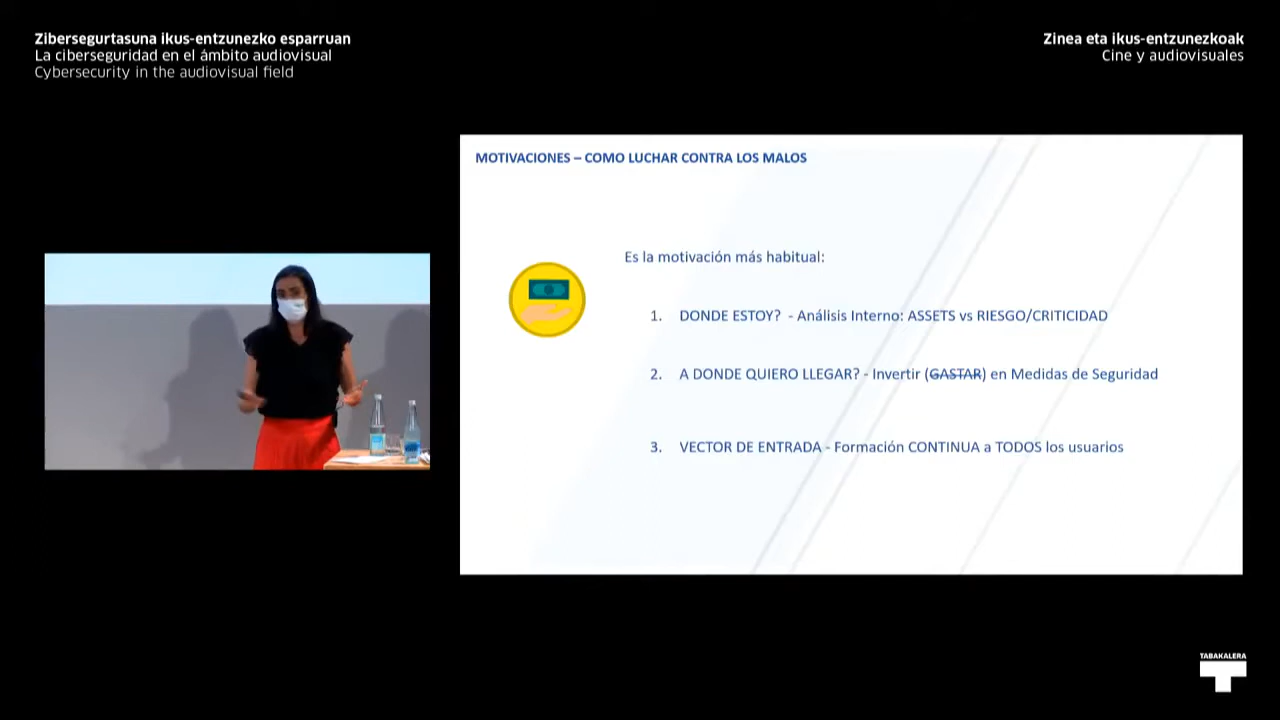 Zibersegurtasuna ikus-entzunezko esparruan
La ciberseguridad en el ámbito audiovisual
Cybersecurity in the audiovisual field
Zinea eta ikus-entzunezkoak
Cine y audiovisuales
MOTIVACIONES – COMO LUCHAR CONTRA LOS MALOS
Es la motivación más habitual:
1. DONDE ESTOY? - Análisis Interno: ASSETS vs RIESGO/CRITICIDAD
2. A DONDE QUIERO LLEGAR? - Invertir (GASTAR) en Medidas de Seguridad
3. VECTOR DE ENTRADA - Formación CONTINUA a TODOS los usuarios
TABAKALERA